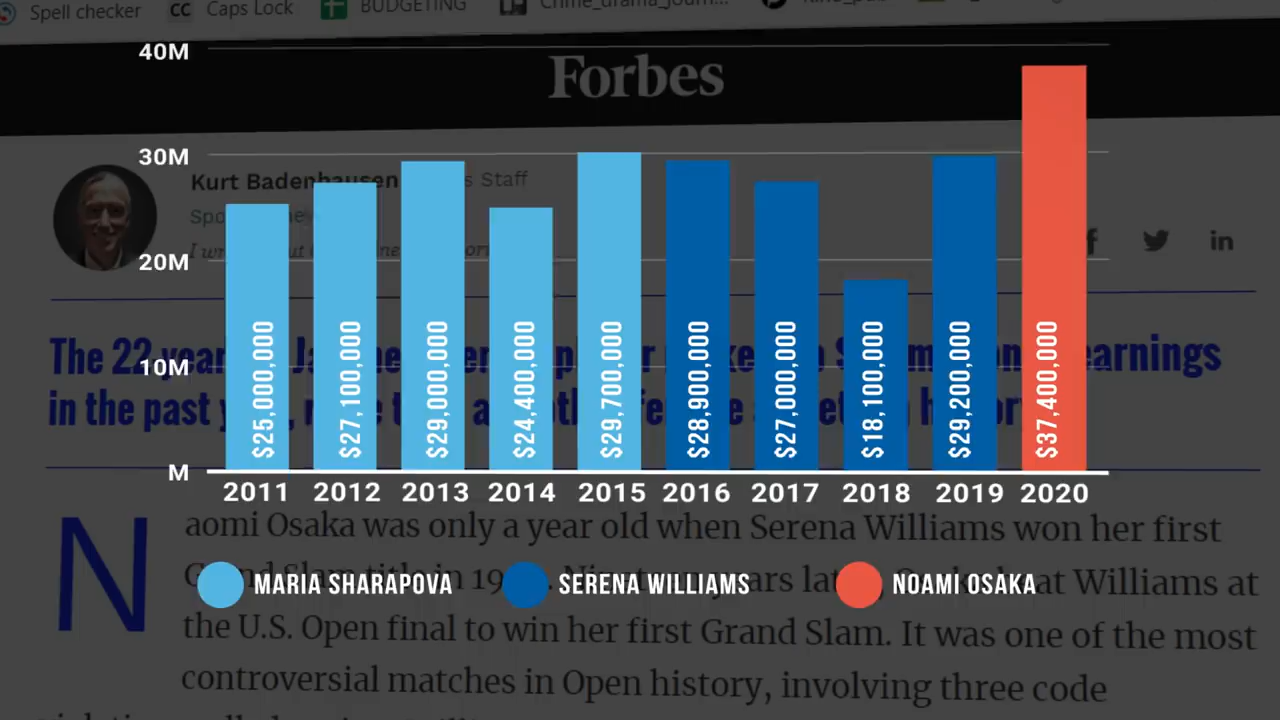 Spell checker CC Caps Lock BUDGETING
40M
Forbes
30M
Kurt Badenhausen Staff
20M
The 22 earnings
10M
in the past
$25,000,000 $27,100,000 $29,000,000 $24,400,000 $29,700,000 $28,900,000 $27,000,000 $18,100,000 $29,200,000 $37,400,000
M
2011 2012 2013 2014 2015 2016 2017 2018 2019 2020
N
aomi Osaka was only a year old when Serena Williams won her first
MARIA SHARAPOVA SERENA WILLIAMS NOAMI OSAKA
title in at Williams at
the U.S. Open final to win her first Grand Slam. It was one of the most
controversial matches in Open history, involving three code